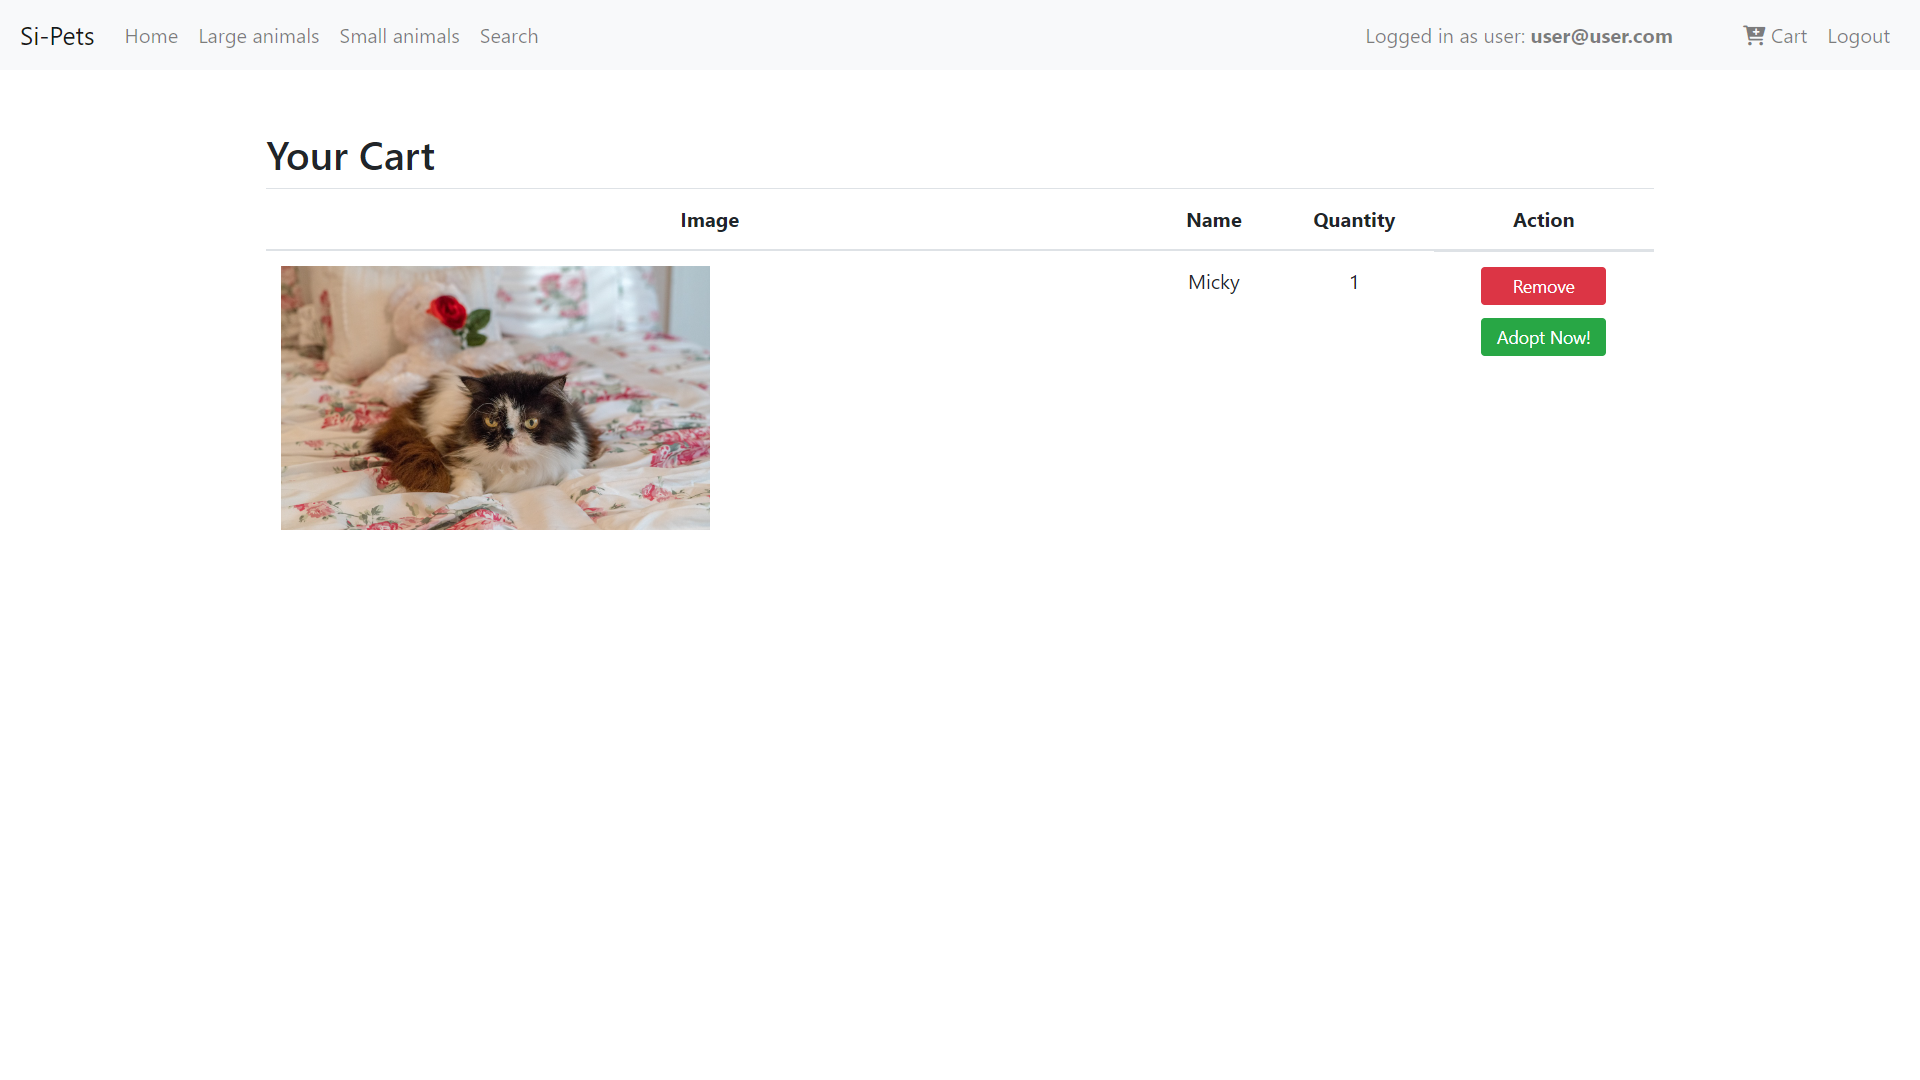 Si-Pets Home Large animals Small animals Search Logged in as user: user@user.com Cart Logout
Your Cart
Image Name Quantity Action
Micky 1 Remove
Adopt Now!